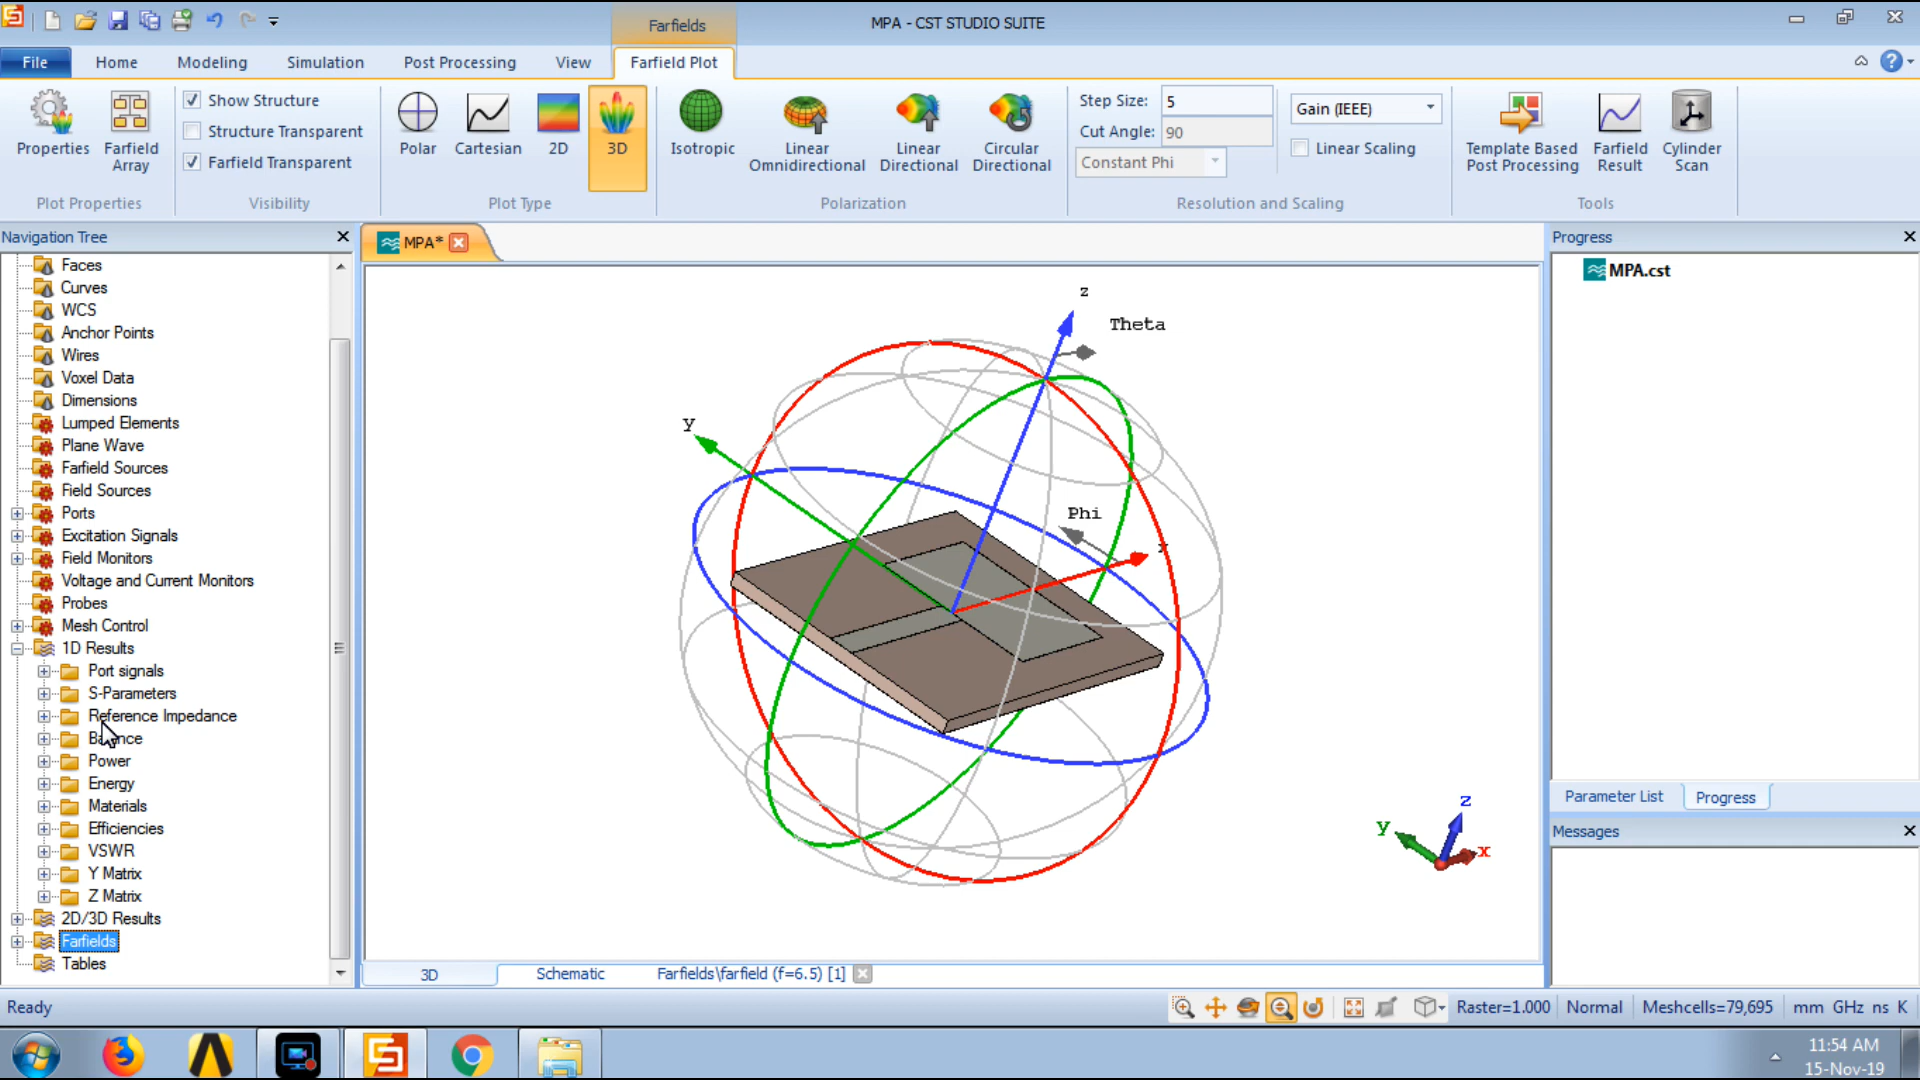 Farfields
MPA - CST STUDIO SUITE
File
Home
Modeling
Simulation
Post Processing
View
Farfield Plot
Properties
Farfield
Array
Plot Properties
Show Structure
Structure Transparent
Farfield Transparent
Visibility
Polar
Cartesian
2D
3D
Plot Type
Isotropic
Linear
Omnidirectional
Linear
Directional
Circular
Directional
Polarization
Step Size: 5
Cut Angle: 90
Constant Phi
Gain (IEEE)
Linear Scaling
Resolution and Scaling
Template Based
Post Processing
Farfield
Result
Cylinder
Scan
Tools
Navigation Tree
Faces
Curves
WCS
Anchor Points
Wires
Voxel Data
Dimensions
Lumped Elements
Plane Wave
Farfield Sources
Field Sources
Ports
Excitation Signals
Field Monitors
Voltage and Current Monitors
Probes
Mesh Control
1D Results
Port signals
S-Parameters
Reference Impedance
Balance
Power
Energy
Materials
Efficiencies
VSWR
Y Matrix
Z Matrix
2D/3D Results
Farfields
Tables
MPA*
z
Theta
y
Phi
x
z
y
x
3D
Schematic
Farfields\farfield (f=6.5) [1]
Progress
MPA.cst
Parameter List
Progress
Messages
Ready
Raster=1.000
Normal
Meshcells=79,695
mm GHz ns K
11:54 AM
15-Nov-19